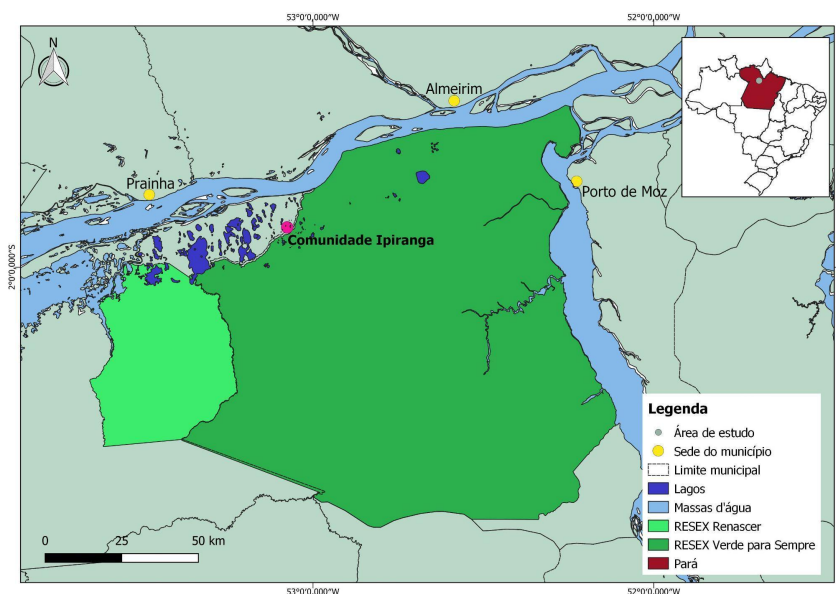 53°0'0,000"W
52°0'0,000"W
N
Almeirim
Prainha
Porto de Moz
Comunidade Ipiranga
2°0'0,000"S
Legenda
Área de estudo
Sede do município
Limite municipal
Lagos
Massas d'água
RESEX Renascer
RESEX Verde para Sempre
Pará
0 25 50 km
53°0'0,000"W
52°0'0,000"W